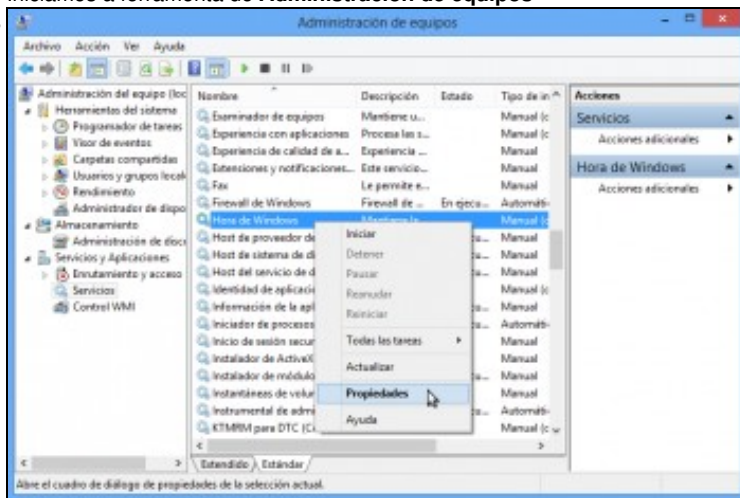 Iniciamos a ferramenta de Administración de equipos
Administración de equipos
Archivo Acción Ver Ayuda
Administración del equipo (loc
Herramientas del sistema
Programador de tareas
Visor de eventos
Carpetas compartidas
Usuarios y grupos locale
Rendimiento
Administrador de dispo
Almacenamiento
Administración de disco
Servicios y Aplicaciones
Enrutamiento y acceso
Servicios
Control WMI
Nombre Descripción Estado Tipo de in
Examinador de equipos Mantiene u... Manual (c
Experiencia con aplicaciones Procesa las s... Manual (c
Experiencia de calidad de a... Experiencia ... Manual
Extensiones y notificaciones... Este servicio... Manual
Fax Le permite e... Manual
Firewall de Windows Firewall de ... En ejecu... Automáti
Hora de Windows Mantiene la Manual (c
Host de proveedor de Manual
Host de sistema de di Manual
Host del servicio de d Manual
Identidad de aplicació Manual (c
Información de la apl Manual
Iniciador de procesos Automáti
Inicio de sesión secun Manual
Instalador de ActiveX Manual
Instalador de módulo Manual
Instantáneas de volur Manual
Instrumental de admi Automáti
KTMRM para DTC (C Manual (c
Iniciar
Detener
Pausar
Reanudar
Reiniciar
Todas las tareas
Actualizar
Propiedades
Ayuda
Extendido Estándar
Acciones
Servicios
Acciones adicionales
Hora de Windows
Acciones adicionales
Abre el cuadro de diálogo de propiedades de la selección actual.